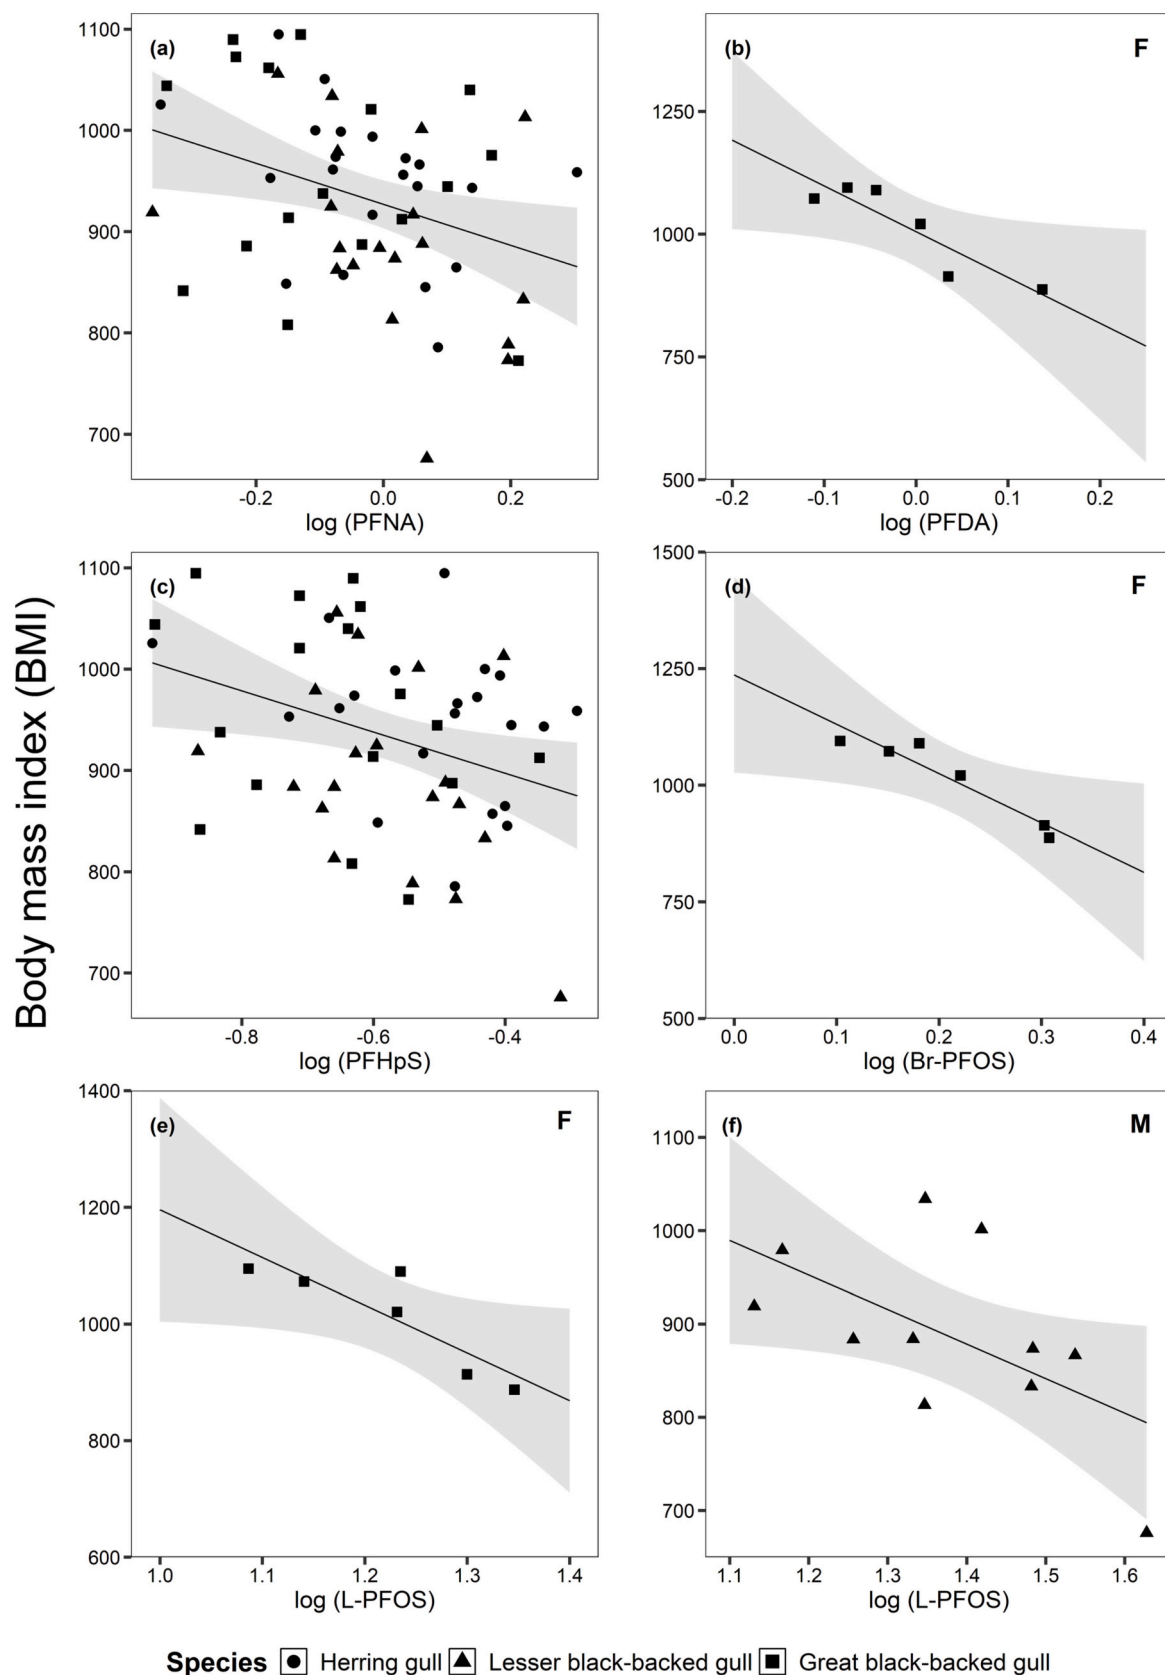 Body mass index (BMI)
(a)
1100
1000
900
800
700
-0.2 0.0 0.2
log (PFNA)
(b) F
1250
1000
750
500
-0.2 -0.1 0.0 0.1 0.2
log (PFDA)
(c)
1100
1000
900
800
700
-0.8 -0.6 -0.4
log (PFHpS)
(d) F
1500
1250
1000
750
500
0.0 0.1 0.2 0.3 0.4
log (Br-PFOS)
(e) F
1400
1200
1000
800
600
1.0 1.1 1.2 1.3 1.4
log (L-PFOS)
(f) M
1100
1000
900
800
700
1.1 1.2 1.3 1.4 1.5 1.6
log (L-PFOS)
Species Herring gull Lesser black-backed gull Great black-backed gull